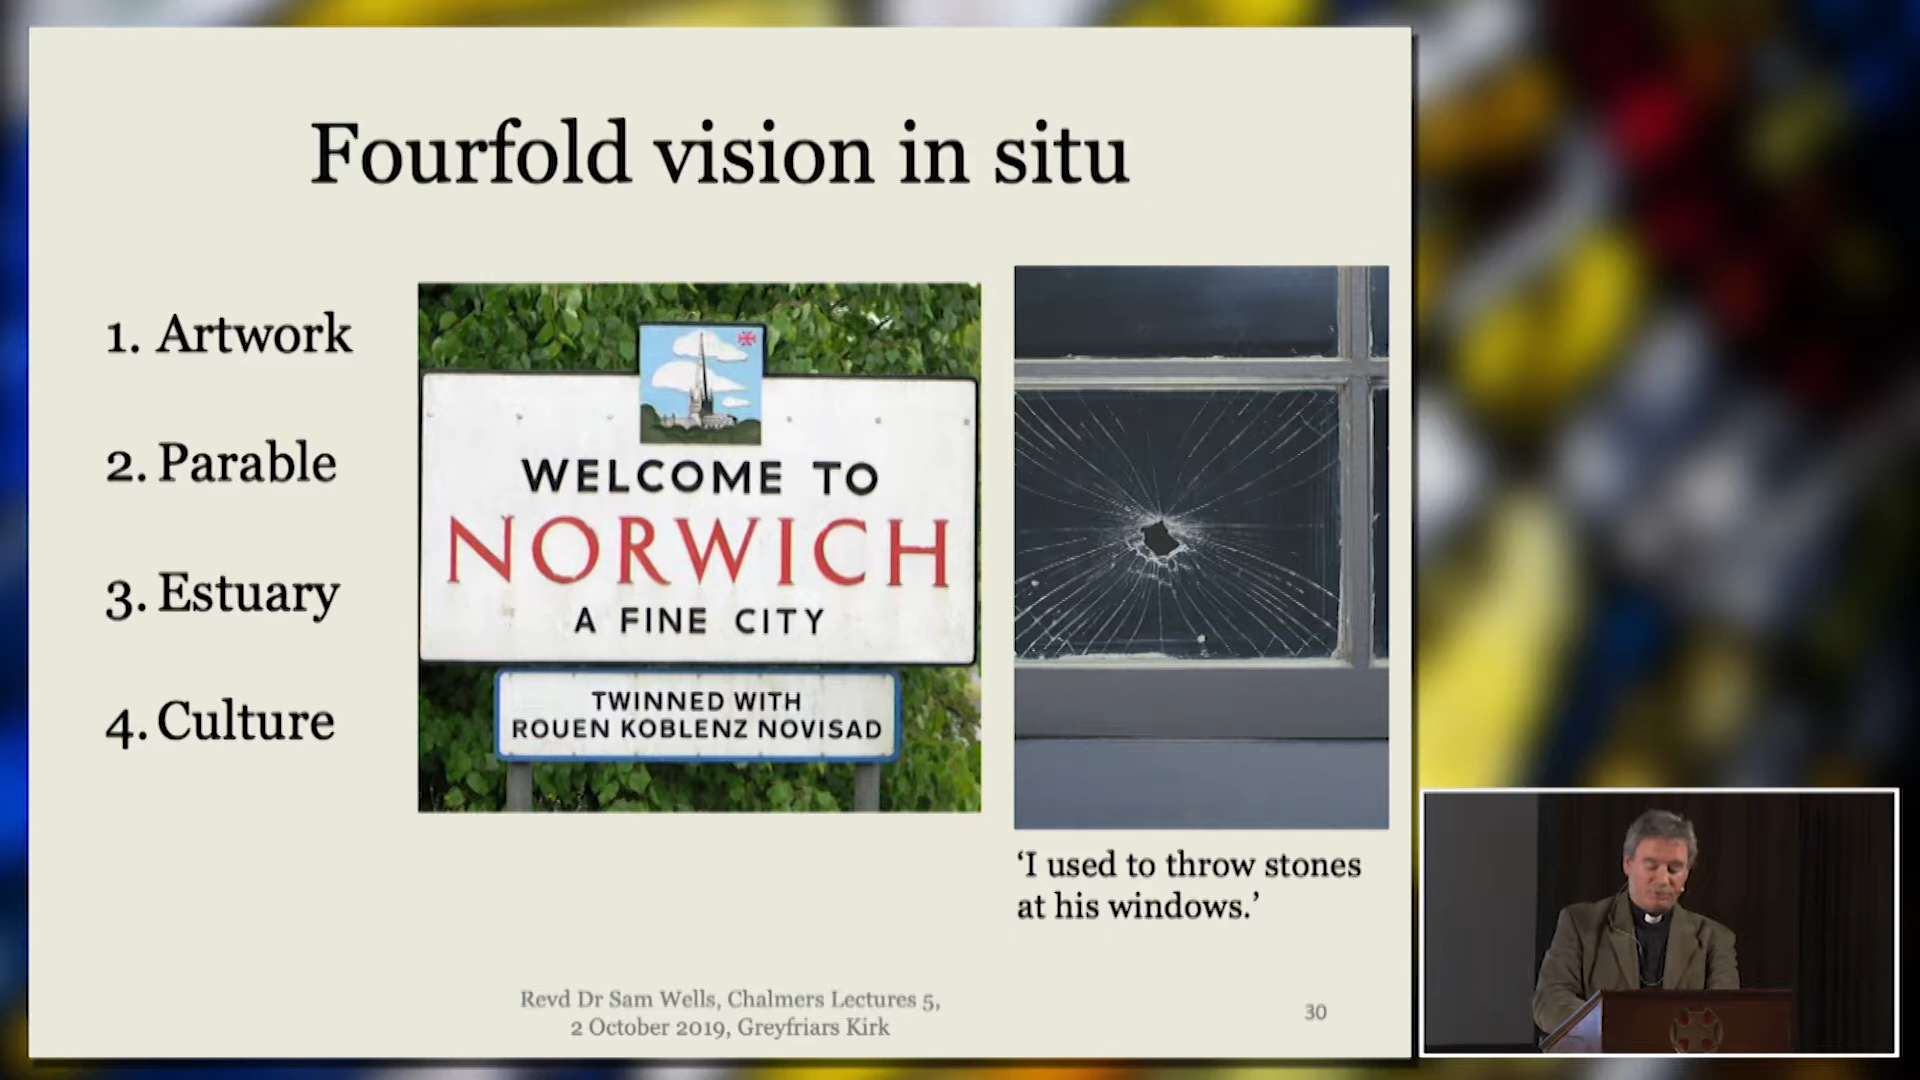 Fourfold vision in situ
1. Artwork
2. Parable
3. Estuary
4. Culture
WELCOME TO
NORWICH
A FINE CITY
TWINNED WITH
ROUEN KOBLENZ NOVISAD
‘I used to throw stones
at his windows.’
Revd Dr Sam Wells, Chalmers Lectures 5,
2 October 2019, Greyfriars Kirk
30